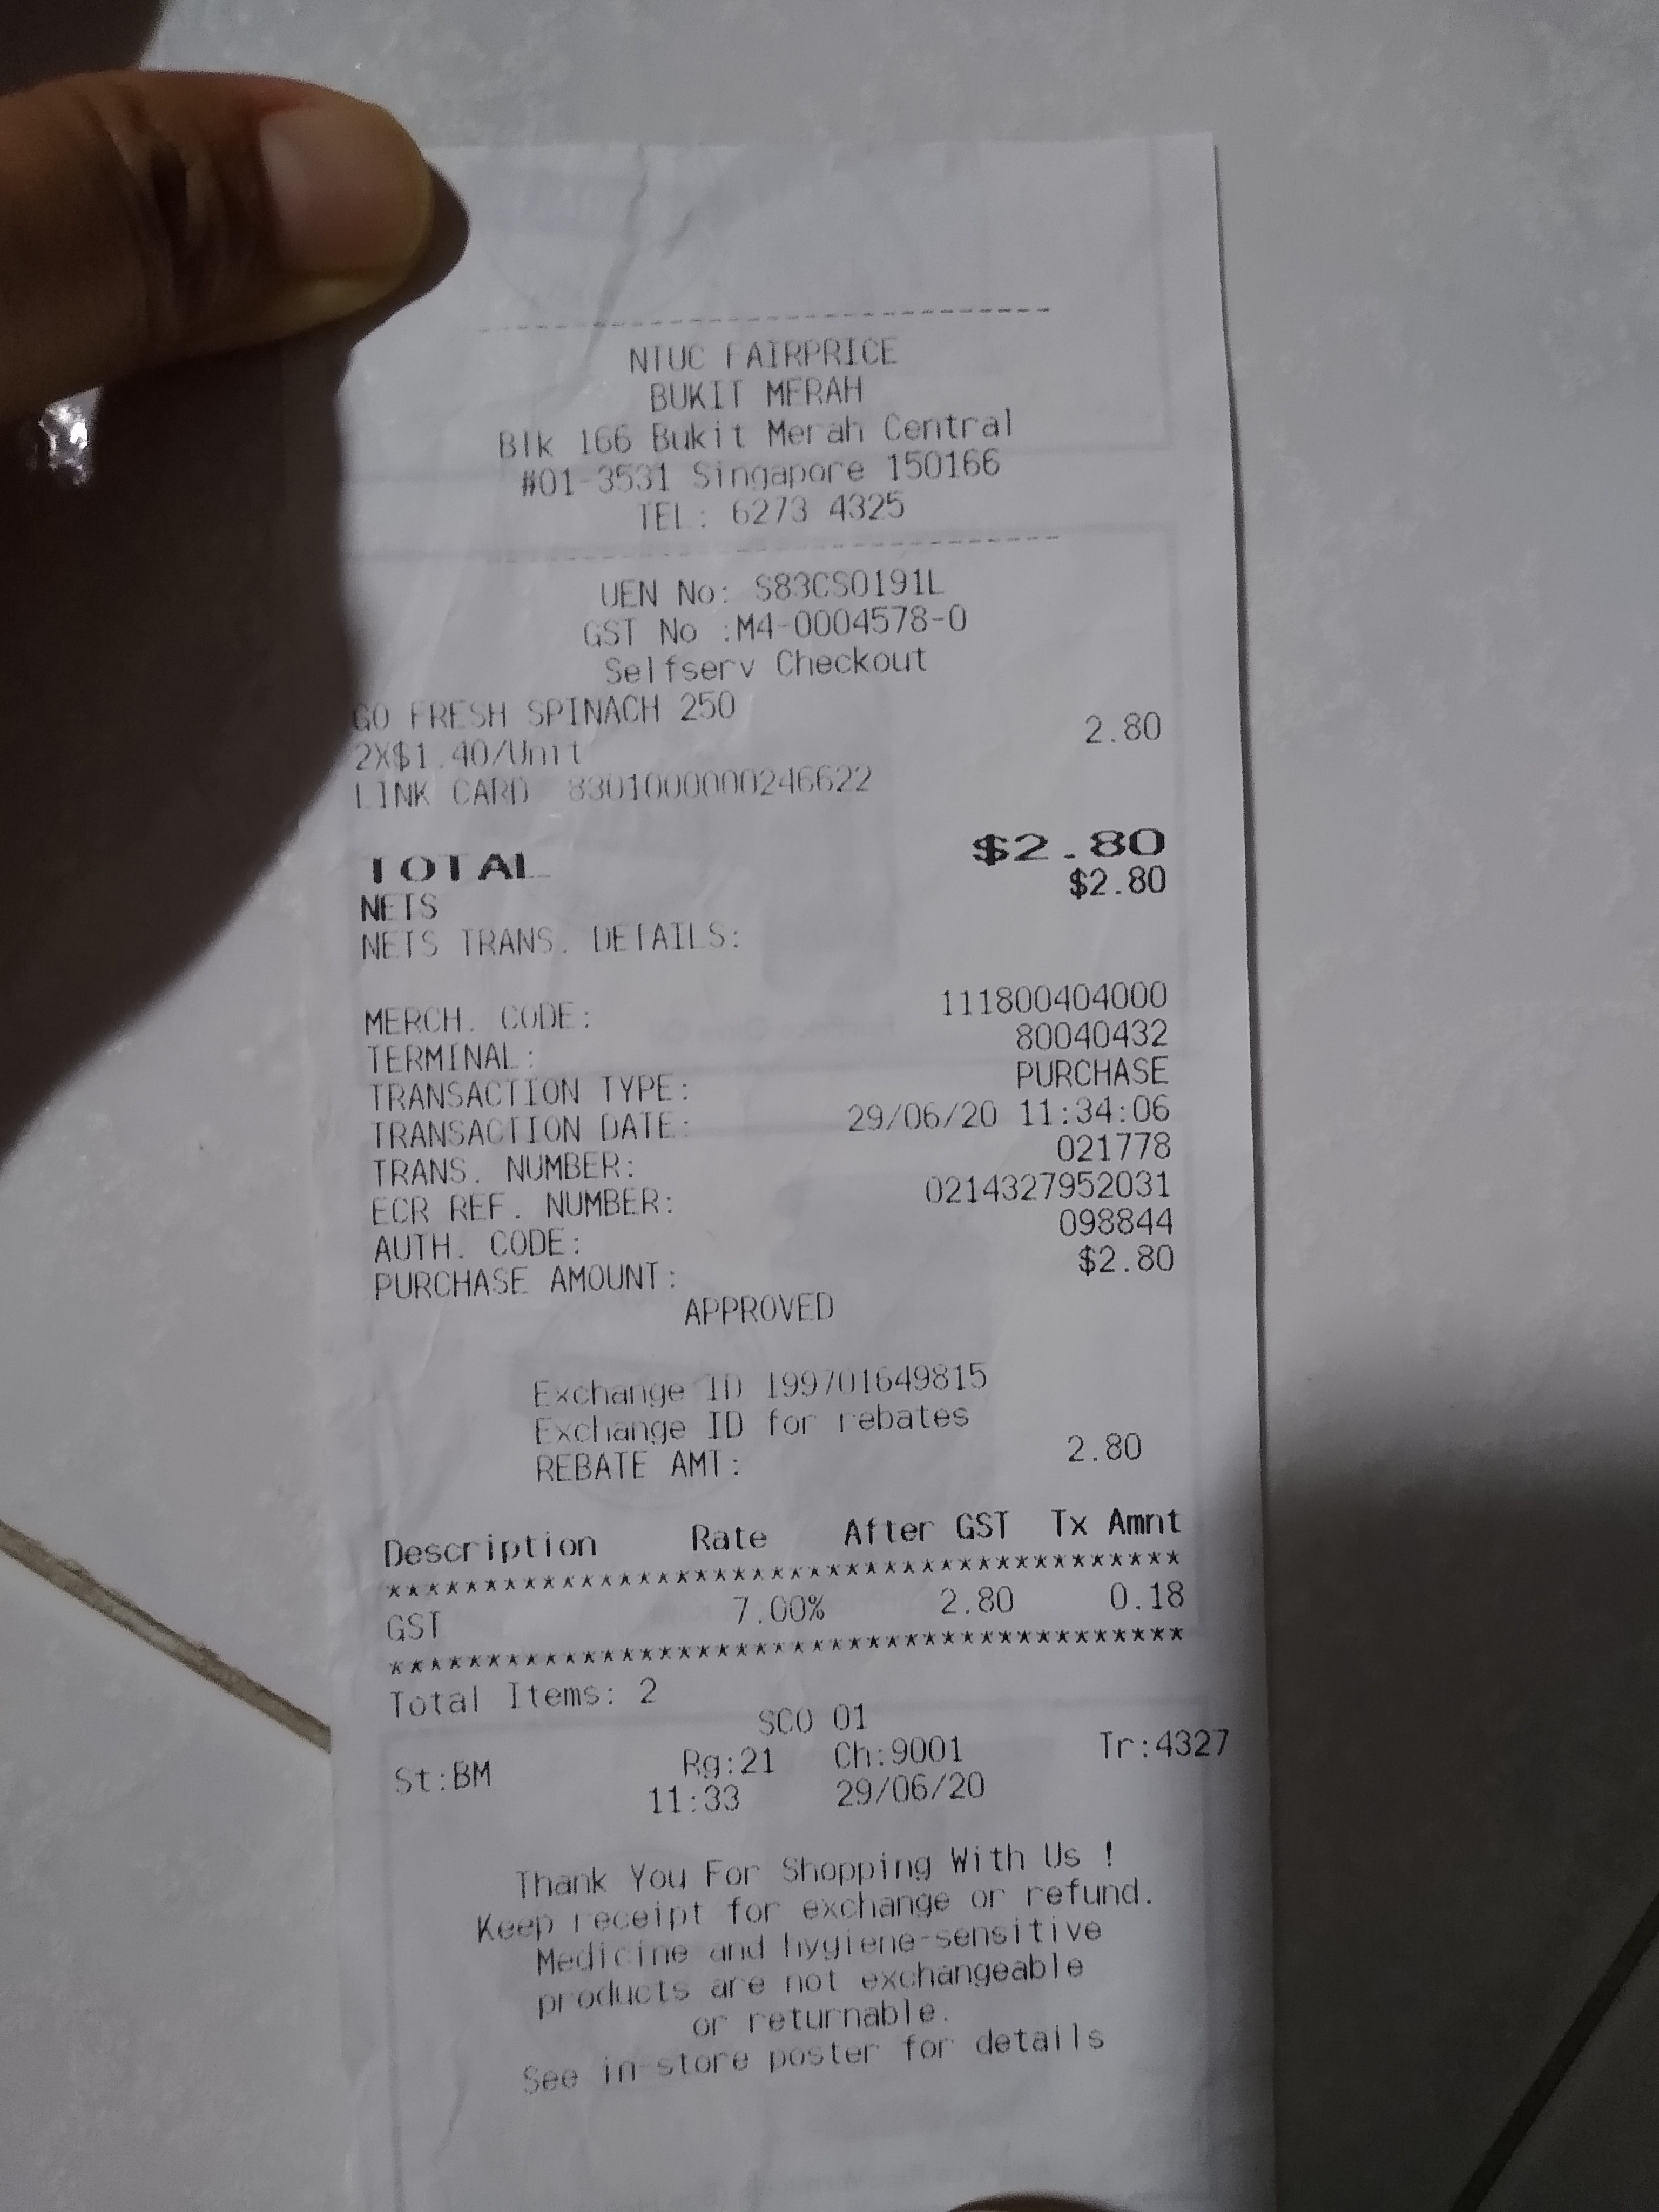 NTUC FAIRPRICE
BUKIT MERAH
Blk 166 Bukit Merah Central
#01-3531 Singapore 150166
TEL: 6273 4325
UEN No: S83CS0191L
GST No :M4-0004578-0
Selfserv Checkout
GO FRESH SPINACH 250
2X$1.40/Unit 2.80
LINK CARD 8301000000246622
TOTAL $2.80
NETS $2.80
NETS TRANS. DETAILS:
MERCH. CODE: 111800404000
TERMINAL: 80040432
TRANSACTION TYPE: PURCHASE
TRANSACTION DATE: 29/06/20 11:34:06
TRANS. NUMBER: 021778
ECR REF. NUMBER: 0214327952031
AUTH. CODE: 098844
PURCHASE AMOUNT: $2.80
APPROVED
Exchange ID 199701649815
Exchange ID for rebates
REBATE AMT: 2.80
Description Rate After GST Tx Amnt
*****************************************
GST 7.00% 2.80 0.18
*****************************************
Total Items: 2
SCO 01
St:BM Rg:21 Ch:9001 Tr:4327
11:33 29/06/20
Thank You For Shopping With Us !
Keep receipt for exchange or refund.
Medicine and hygiene-sensitive
products are not exchangeable
or returnable.
See in-store poster for details